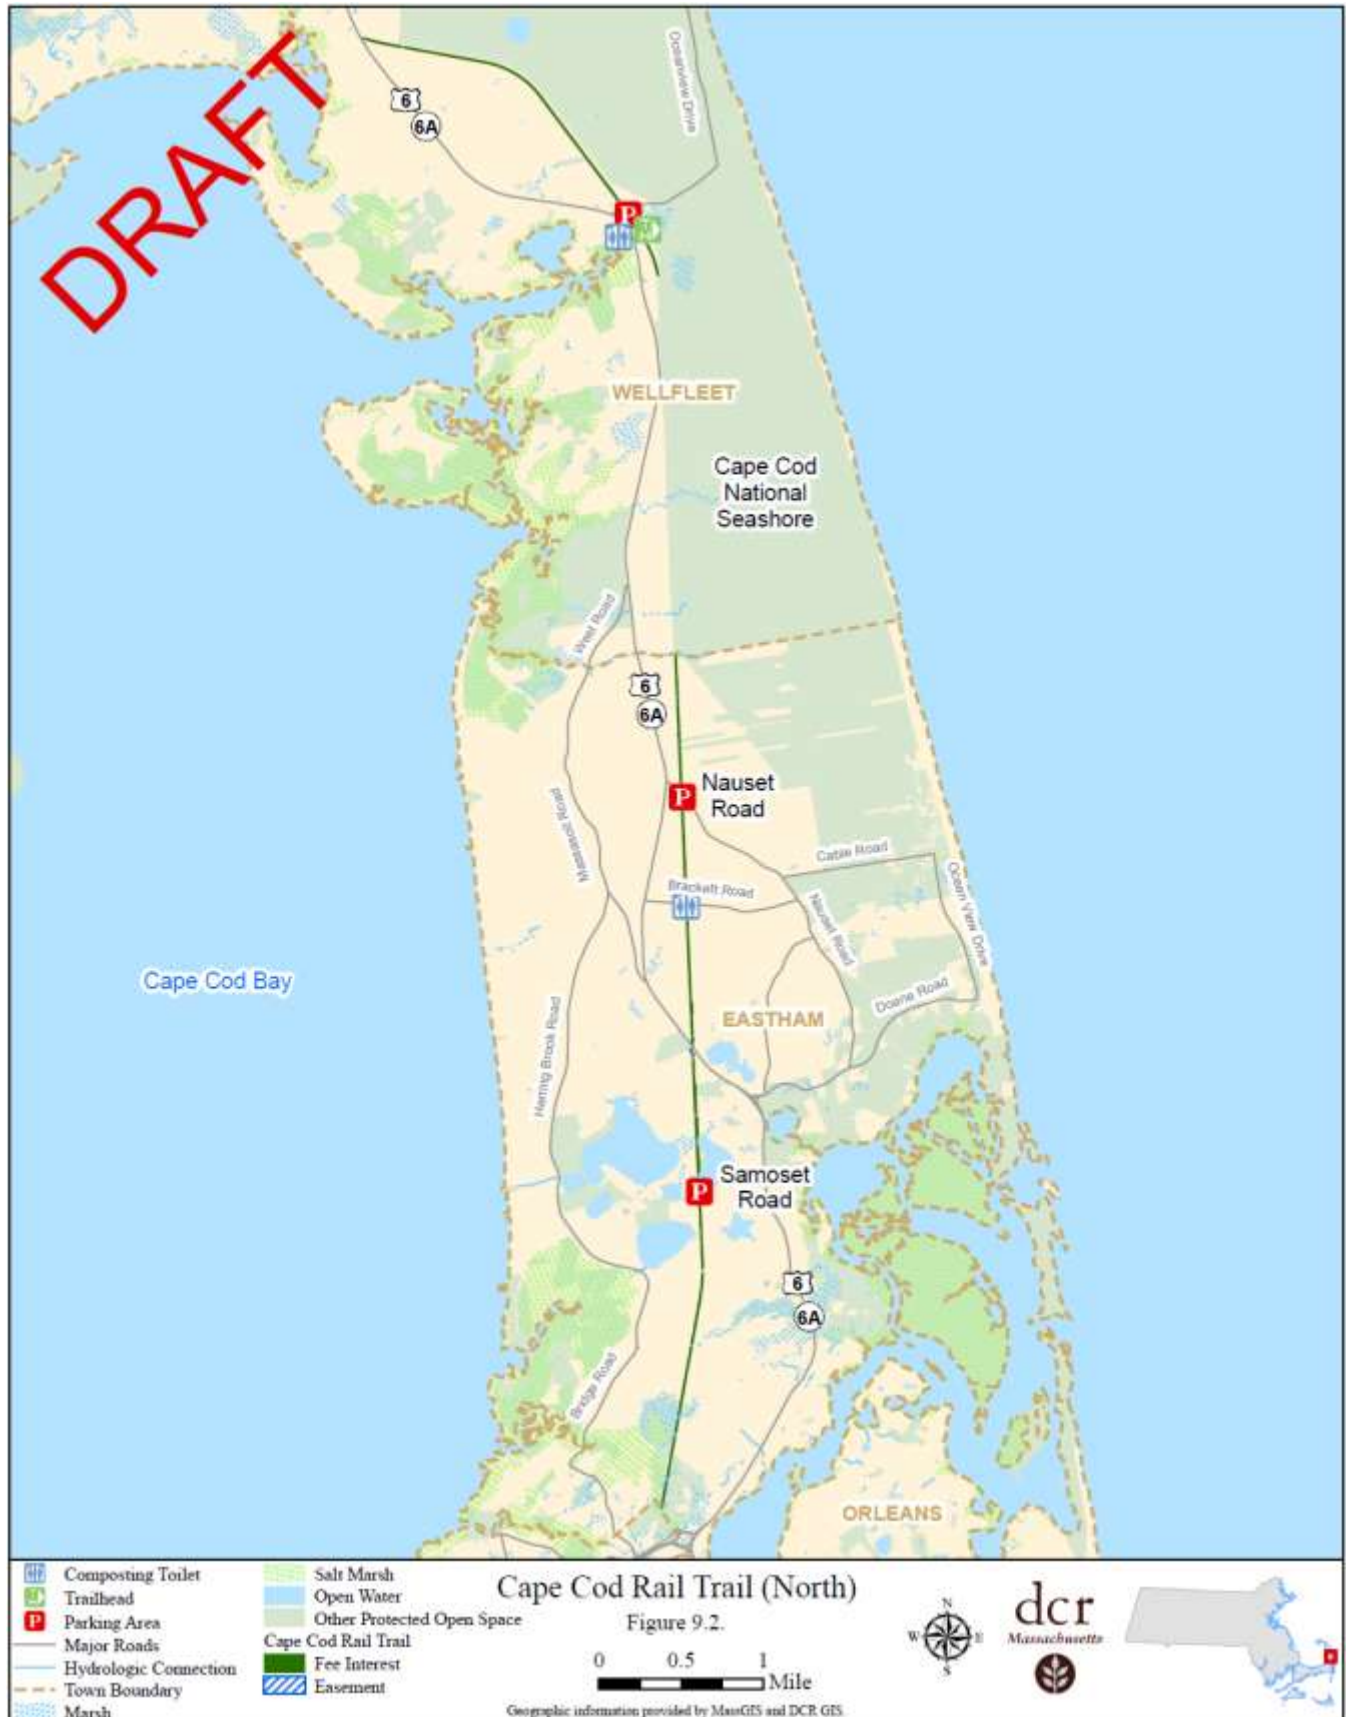 DRAFT
Oceanview Drive
6
6A
P
WELLFLEET
Cape Cod
National
Seashore
West Road
6
6A
Nauset
Road
P
Massasoit Road
Cable Road
Brackett Road
Ocean View Drive
Nauset Road
Cape Cod Bay
Doane Road
EASTHAM
Herring Brook Road
Samoset
Road
P
6
6A
Bridge Road
ORLEANS
Composting Toilet
Trailhead
P Parking Area
Major Roads
Hydrologic Connection
Town Boundary
Marsh
Salt Marsh
Open Water
Other Protected Open Space
Cape Cod Rail Trail
Fee Interest
Easement
Cape Cod Rail Trail (North)
Figure 9.2.
0 0.5 1
Mile
Geographic information provided by MassGIS and DCR GIS.
N
W E
S
dcr
Massachusetts